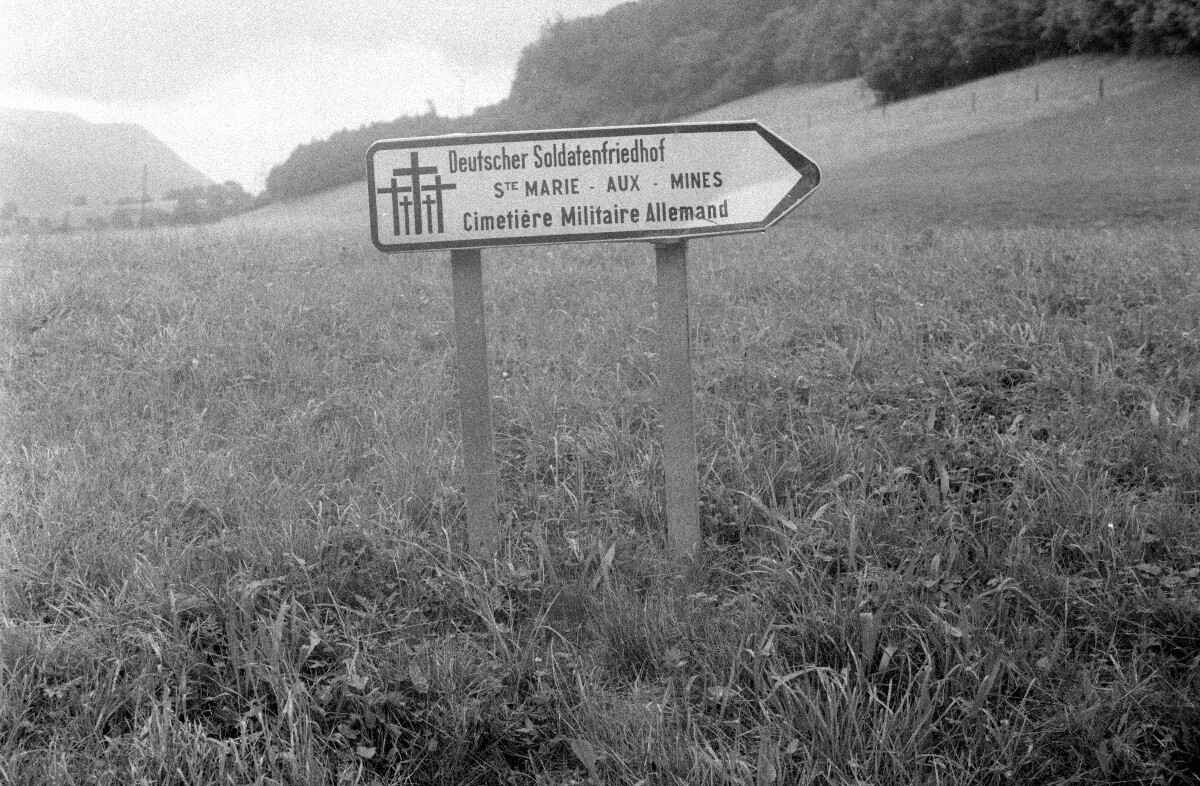 Deutscher Soldatenfriedhof
STE MARIE - AUX - MINES
Cimetière Militaire Allemand